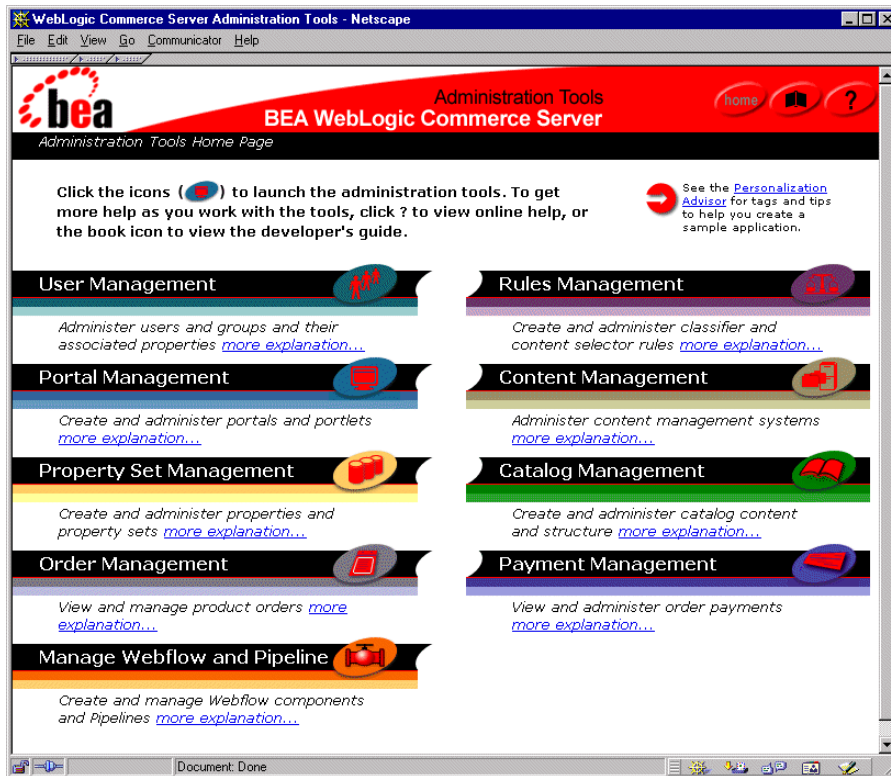 WebLogic Commerce Server Administration Tools - Netscape
File Edit View Go Communicator Help
bea
Administration Tools
BEA WebLogic Commerce Server
home
?
Administration Tools Home Page
Click the icons ( ) to launch the administration tools. To get
more help as you work with the tools, click ? to view online help, or
the book icon to view the developer's guide.
See the Personalization
Advisor for tags and tips
to help you create a
sample application.
User Management
Administer users and groups and their
associated properties more explanation...
Rules Management
Create and administer classifier and
content selector rules more explanation...
Portal Management
Create and administer portals and portlets
more explanation...
Content Management
Administer content management systems
more explanation...
Property Set Management
Create and administer properties and
property sets more explanation...
Catalog Management
Create and administer catalog content
and structure more explanation...
Order Management
View and manage product orders more
explanation...
Payment Management
View and administer order payments
more explanation...
Manage Webflow and Pipeline
Create and manage Webflow components
and Pipelines more explanation...
Document: Done